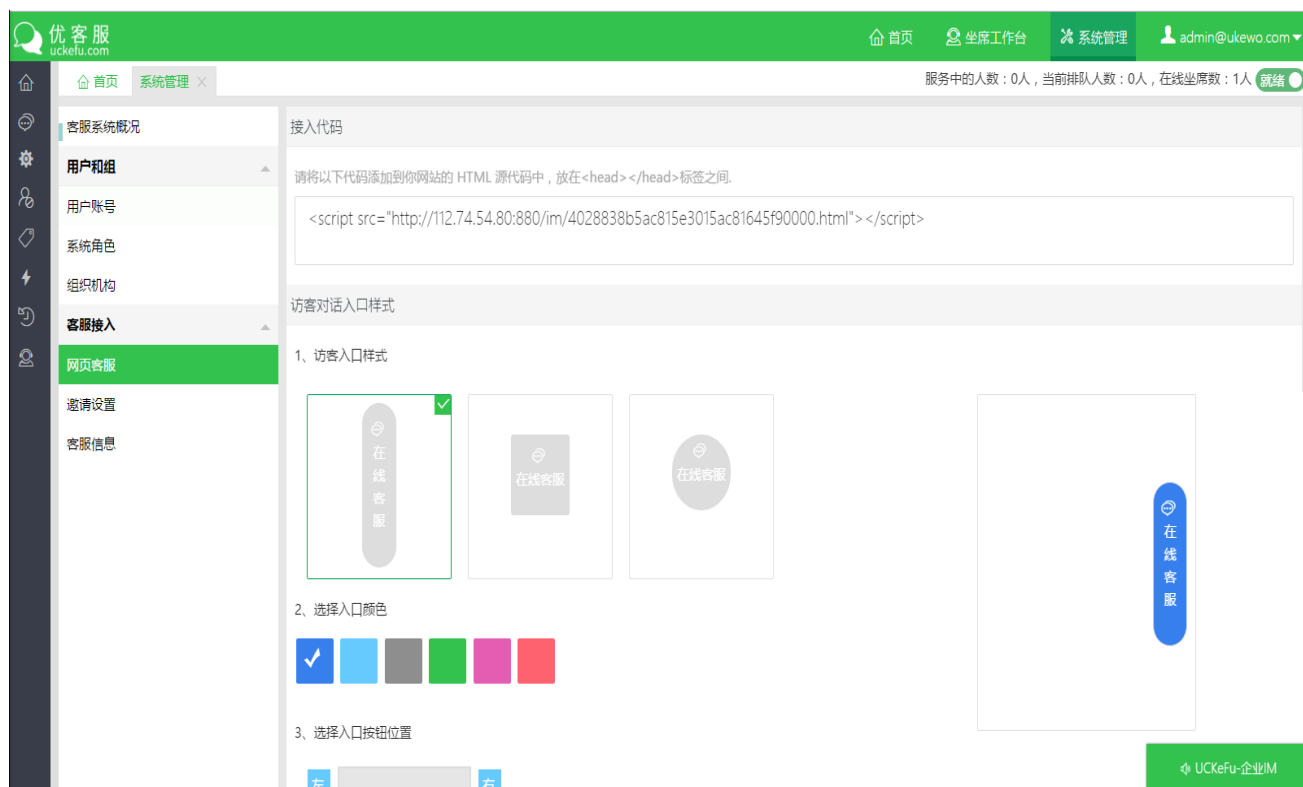 优客服
uckefu.com
首页
坐席工作台
系统管理
admin@ukewo.com
首页
系统管理
服务中的人数：0人，当前排队人数：0人，在线坐席数：1人
就绪
客服系统概况
用户和组
用户账号
系统角色
组织机构
客服接入
网页客服
邀请设置
客服信息
接入代码
请将以下代码添加到你网站的 HTML 源代码中，放在<head></head>标签之间.
<script src="http://112.74.54.80:880/im/4028838b5ac815e3015ac81645f90000.html"></script>
访客对话入口样式
1、访客入口样式
在线客服
在线客服
在线客服
在线客服
2、选择入口颜色
3、选择入口按钮位置
左
右
UCKeFu-企业IM